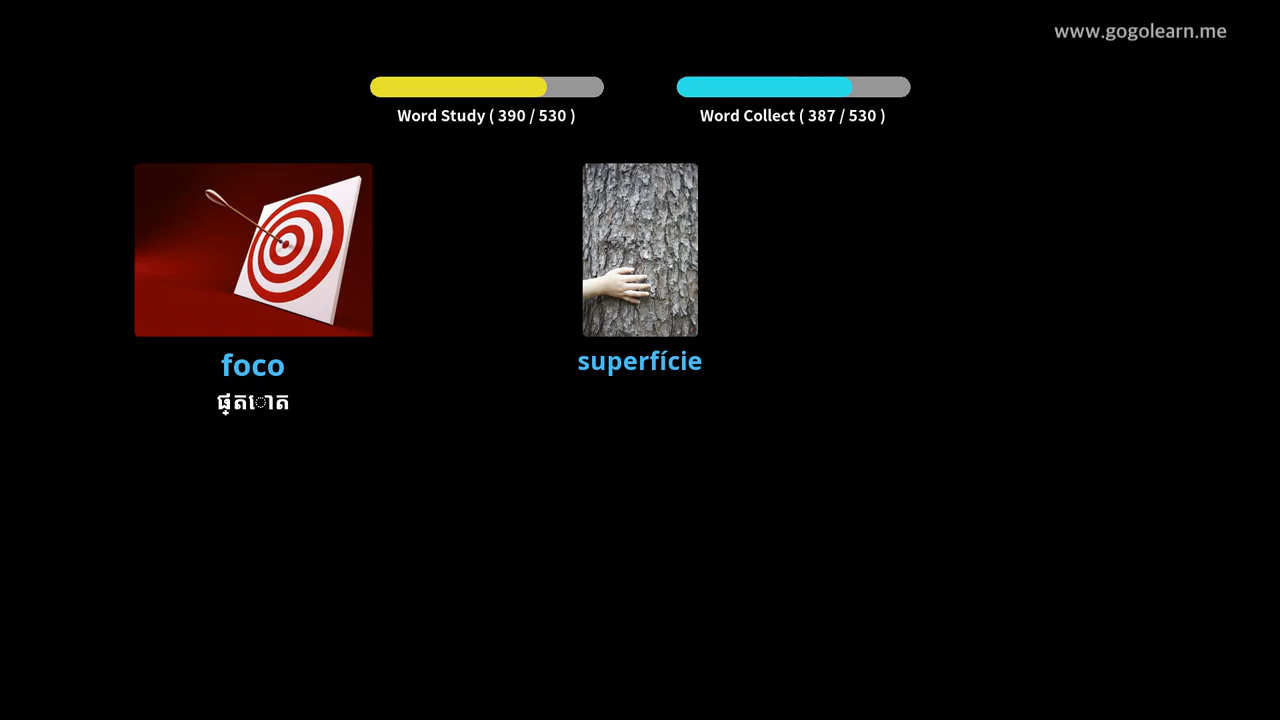 www.gogolearn.me
Word Study ( 390 / 530 )
Word Collect ( 387 / 530 )
foco
superfície
ផ្តោត